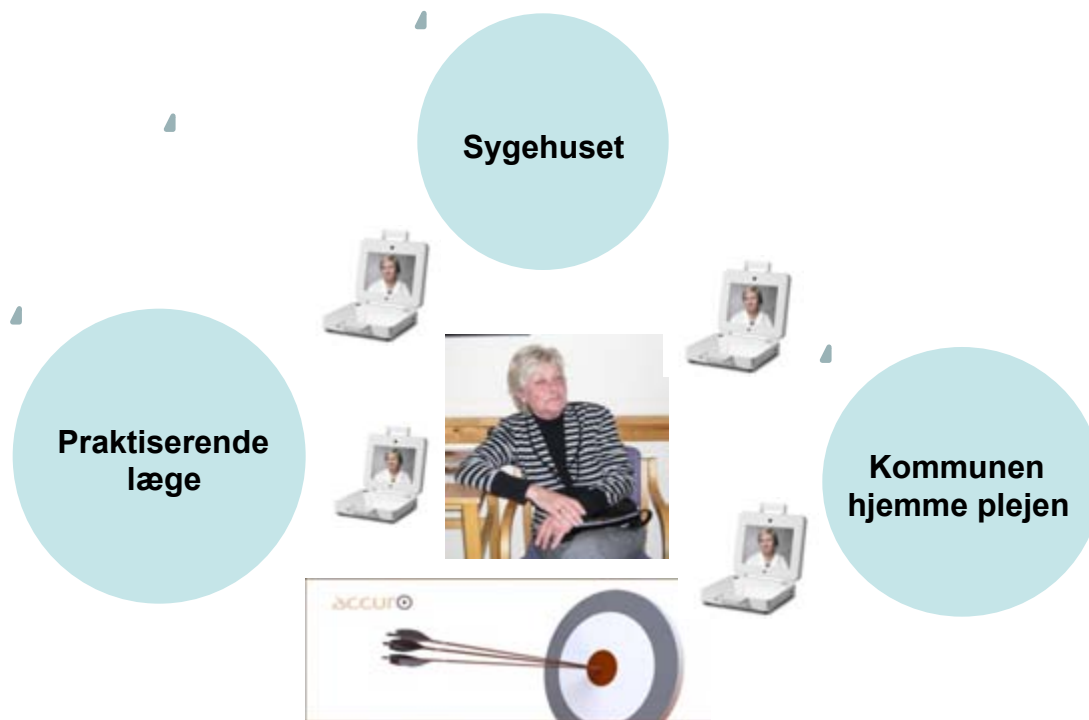 Sygehuset
Praktiserende
læge
Kommunen
hjemme plejen
accuro